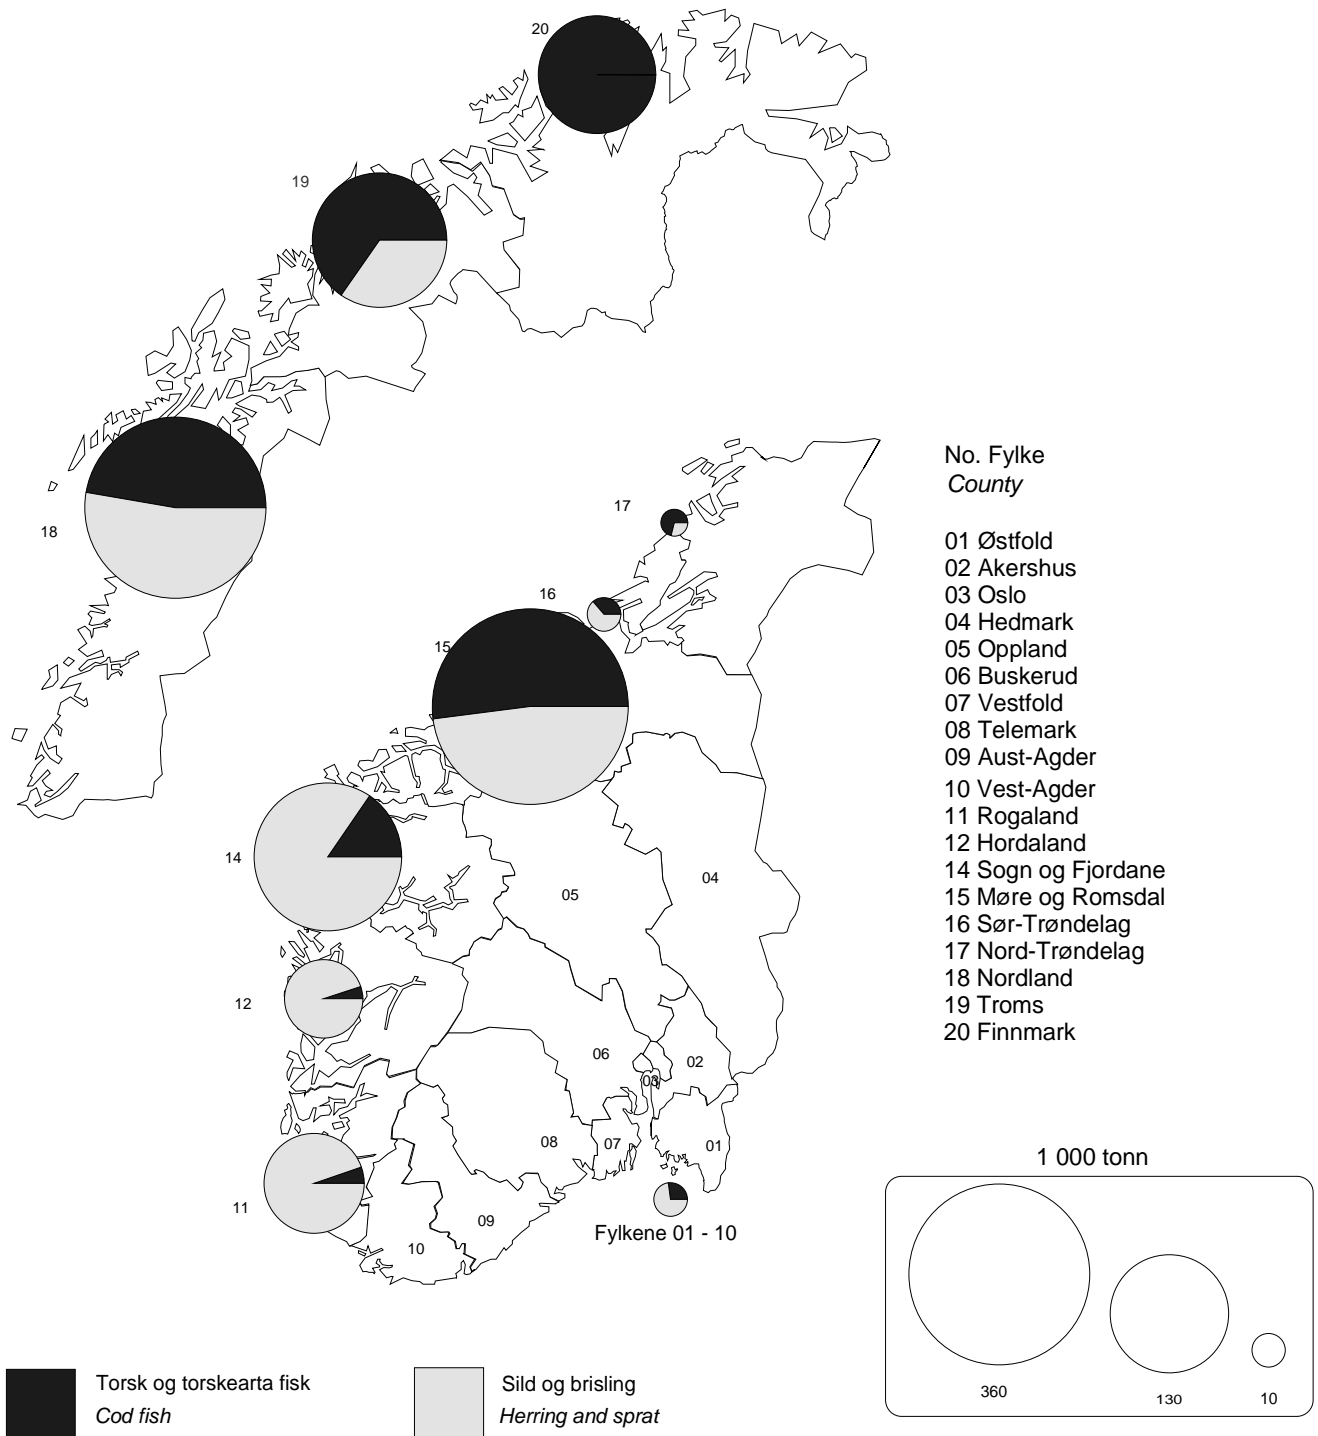 20
19
No. Fylke
County
17
18
01 Østfold
02 Akershus
03 Oslo
16
04 Hedmark
15
05 Oppland
06 Buskerud
07 Vestfold
08 Telemark
09 Aust-Agder
10 Vest-Agder
11 Rogaland
12 Hordaland
14
14 Sogn og Fjordane
04
05
15 Møre og Romsdal
16 Sør-Trøndelag
17 Nord-Trøndelag
18 Nordland
12
19 Troms
20 Finnmark
06
02
03
08
07
01
1 000 tonn
11
09
Fylkene 01 - 10
10
360
130
10
Torsk og torskearta fisk
Cod fish
Sild og brisling
Herring and sprat